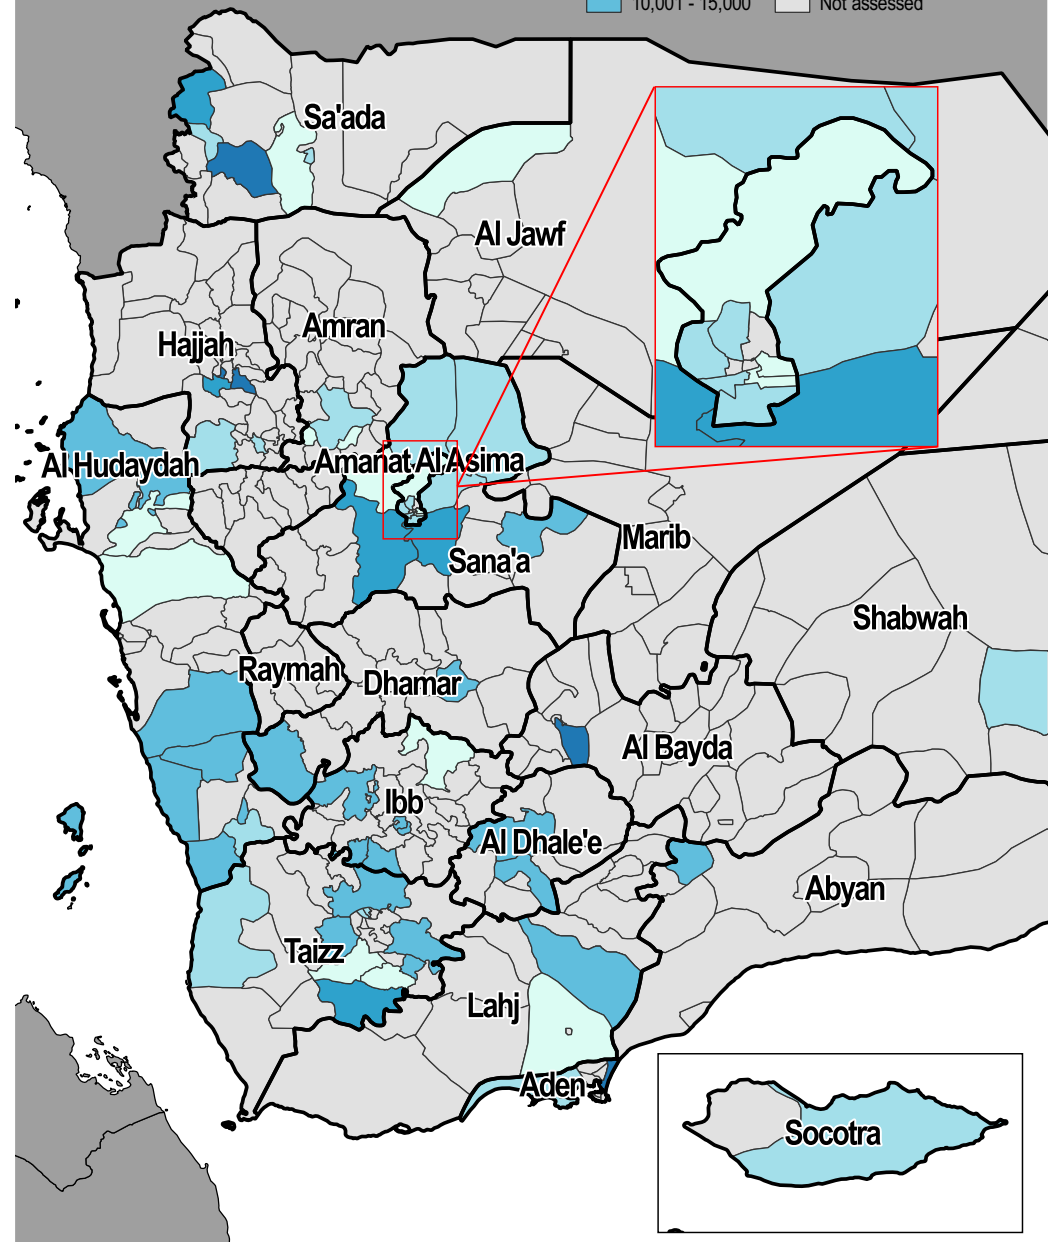 10,001 - 15,000
Not assessed
Sa'ada
Al Jawf
Hajjah
Amran
Al Hudaydah
Amanat Al Asima
Sana'a
Marib
Shabwah
Raymah
Dhamar
Al Bayda
Ibb
Al Dhale'e
Abyan
Taizz
Lahj
Aden
Socotra